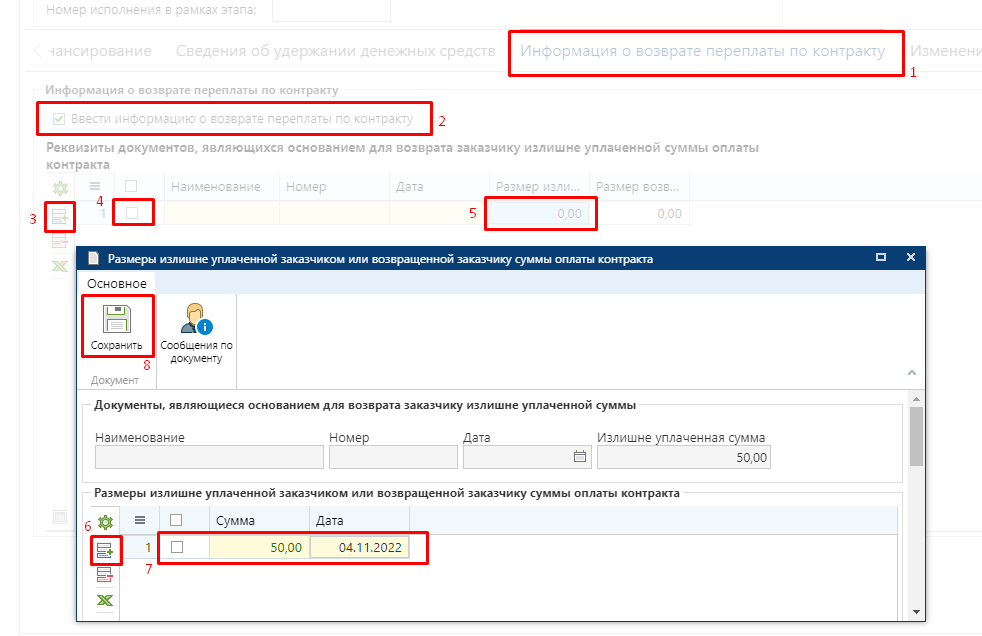 Номер исполнения в рамках этапа:
нансирование Сведения об удержании денежных средств Информация о возврате переплаты по контракту Изменени
1
Информация о возврате переплаты по контракту
Ввести информацию о возврате переплаты по контракту 2
Реквизиты документов, являющихся основанием для возврата заказчику излишне уплаченной суммы оплаты
контракта
Наименование Номер Дата Размер изли... Размер возв...
4
3 1 5 0,00 0,00
Размеры излишне уплаченной заказчиком или возвращенной заказчику суммы оплаты контракта
Основное
Сохранить Сообщения по
документу
8
Документ
Документы, являющиеся основанием для возврата заказчику излишне уплаченной суммы
Наименование Номер Дата Излишне уплаченная сумма
50,00
Размеры излишне уплаченной заказчиком или возвращенной заказчику суммы оплаты контракта
6 Сумма Дата
1 50,00 04.11.2022
7